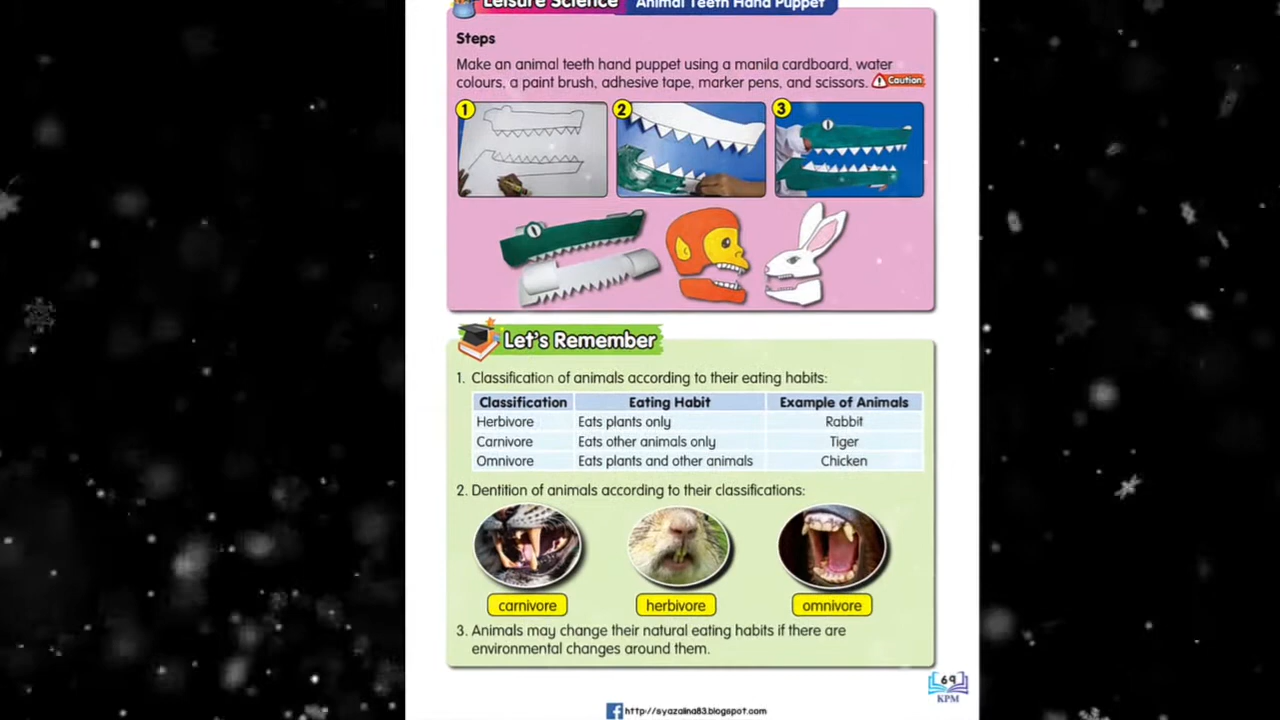 Leisure Science Animal Teeth Hand Puppet
Steps
Make an animal teeth hand puppet using a manila cardboard, water
colours, a paint brush, adhesive tape, marker pens, and scissors. Caution
1 2 3
Let's Remember
1. Classification of animals according to their eating habits:
Classification Eating Habit Example of Animals
Herbivore Eats plants only Rabbit
Carnivore Eats other animals only Tiger
Omnivore Eats plants and other animals Chicken
2. Dentition of animals according to their classifications:
carnivore herbivore omnivore
3. Animals may change their natural eating habits if there are
environmental changes around them.
69
KPM
http://syazalina83.blogspot.com